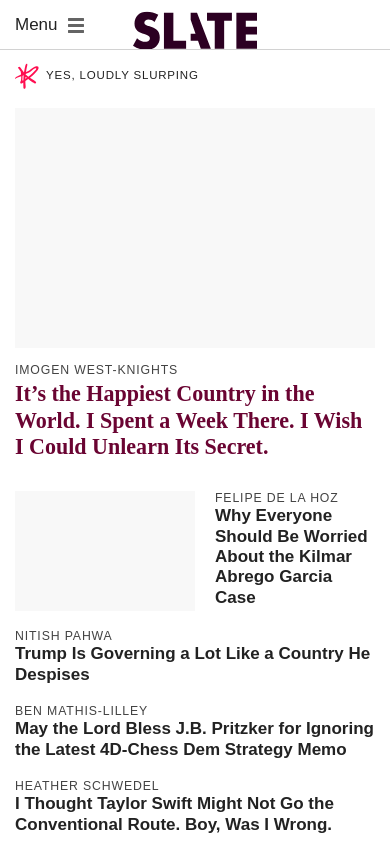 Menu
SLATE
YES, LOUDLY SLURPING
IMOGEN WEST-KNIGHTS
It’s the Happiest Country in the
World. I Spent a Week There. I Wish
I Could Unlearn Its Secret.
FELIPE DE LA HOZ
Why Everyone
Should Be Worried
About the Kilmar
Abrego Garcia
Case
NITISH PAHWA
Trump Is Governing a Lot Like a Country He
Despises
BEN MATHIS-LILLEY
May the Lord Bless J.B. Pritzker for Ignoring
the Latest 4D-Chess Dem Strategy Memo
HEATHER SCHWEDEL
I Thought Taylor Swift Might Not Go the
Conventional Route. Boy, Was I Wrong.